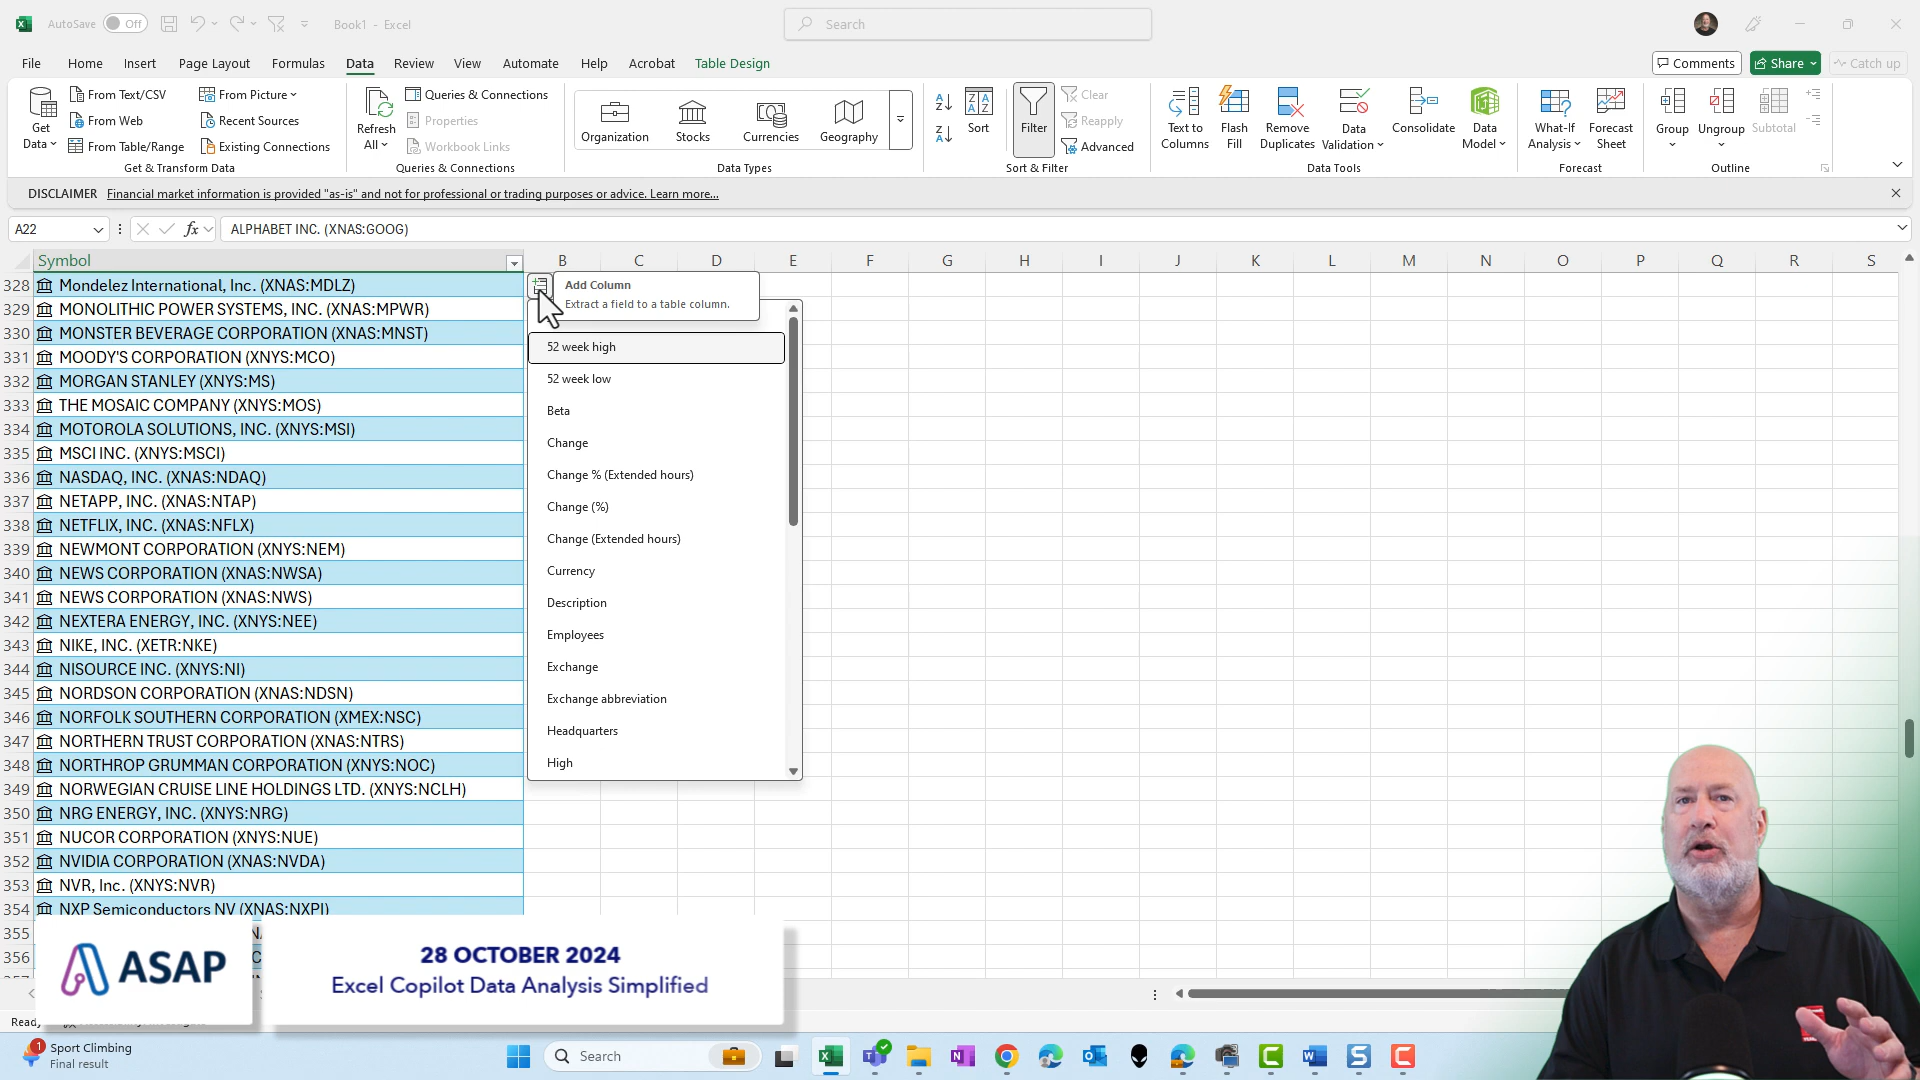 AutoSave Off Book1 - Excel Search
File Home Insert Page Layout Formulas Data Review View Automate Help Acrobat Table Design Comments Share Catch up
Get Data
From Text/CSV
From Web
From Table/Range
From Picture
Recent Sources
Existing Connections
Get & Transform Data
Refresh All
Queries & Connections
Properties
Workbook Links
Queries & Connections
Organization
Stocks
Currencies
Geography
Data Types
Sort
Filter
Clear
Reapply
Advanced
Sort & Filter
Text to Columns
Flash Fill
Remove Duplicates
Data Validation
Consolidate
Data Model
Data Tools
What-If Analysis
Forecast Sheet
Forecast
Group
Ungroup
Subtotal
Outline
DISCLAIMER Financial market information is provided "as-is" and not for professional or trading purposes or advice. Learn more...
A22 fx ALPHABET INC. (XNAS:GOOG)
Symbol B C D E F G H I J K L M N O P Q R S
328 Mondelez International, Inc. (XNAS:MDLZ)
329 MONOLITHIC POWER SYSTEMS, INC. (XNAS:MPWR)
330 MONSTER BEVERAGE CORPORATION (XNAS:MNST)
331 MOODY'S CORPORATION (XNYS:MCO)
332 MORGAN STANLEY (XNYS:MS)
333 THE MOSAIC COMPANY (XNYS:MOS)
334 MOTOROLA SOLUTIONS, INC. (XNYS:MSI)
335 MSCI INC. (XNYS:MSCI)
336 NASDAQ, INC. (XNAS:NDAQ)
337 NETAPP, INC. (XNAS:NTAP)
338 NETFLIX, INC. (XNAS:NFLX)
339 NEWMONT CORPORATION (XNYS:NEM)
340 NEWS CORPORATION (XNAS:NWSA)
341 NEWS CORPORATION (XNAS:NWS)
342 NEXTERA ENERGY, INC. (XNYS:NEE)
343 NIKE, INC. (XETR:NKE)
344 NISOURCE INC. (XNYS:NI)
345 NORDSON CORPORATION (XNAS:NDSN)
346 NORFOLK SOUTHERN CORPORATION (XMEX:NSC)
347 NORTHERN TRUST CORPORATION (XNAS:NTRS)
348 NORTHROP GRUMMAN CORPORATION (XNYS:NOC)
349 NORWEGIAN CRUISE LINE HOLDINGS LTD. (XNYS:NCLH)
350 NRG ENERGY, INC. (XNYS:NRG)
351 NUCOR CORPORATION (XNYS:NUE)
352 NVIDIA CORPORATION (XNAS:NVDA)
353 NVR, Inc. (XNYS:NVR)
354 NXP Semiconductors NV (XNAS:NXPI)
355
356
Add Column
Extract a field to a table column.
52 week high
52 week low
Beta
Change
Change % (Extended hours)
Change (%)
Change (Extended hours)
Currency
Description
Employees
Exchange
Exchange abbreviation
Headquarters
High
ASAP
28 OCTOBER 2024
Excel Copilot Data Analysis Simplified
1
Sport Climbing
Final result
Search